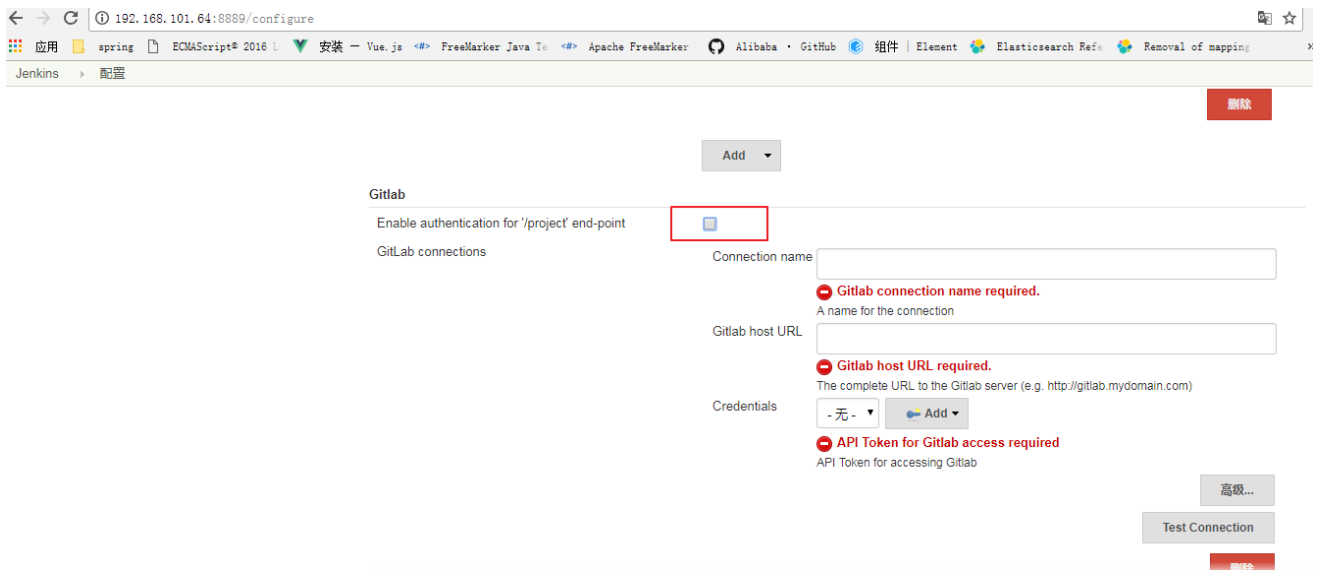 192.168.101.64:8889/configure
应用 spring ECMAScript® 2016 L 安装 — Vue.js FreeMarker Java Te Apache FreeMarker Alibaba · GitHub 组件 | Element Elasticsearch Refe Removal of mapping »
Jenkins 配置
删除
Add
Gitlab
Enable authentication for '/project' end-point
GitLab connections
Connection name
Gitlab connection name required.
A name for the connection
Gitlab host URL
Gitlab host URL required.
The complete URL to the Gitlab server (e.g. http://gitlab.mydomain.com)
Credentials
- 无 - Add
API Token for Gitlab access required
API Token for accessing Gitlab
高级...
Test Connection
删除